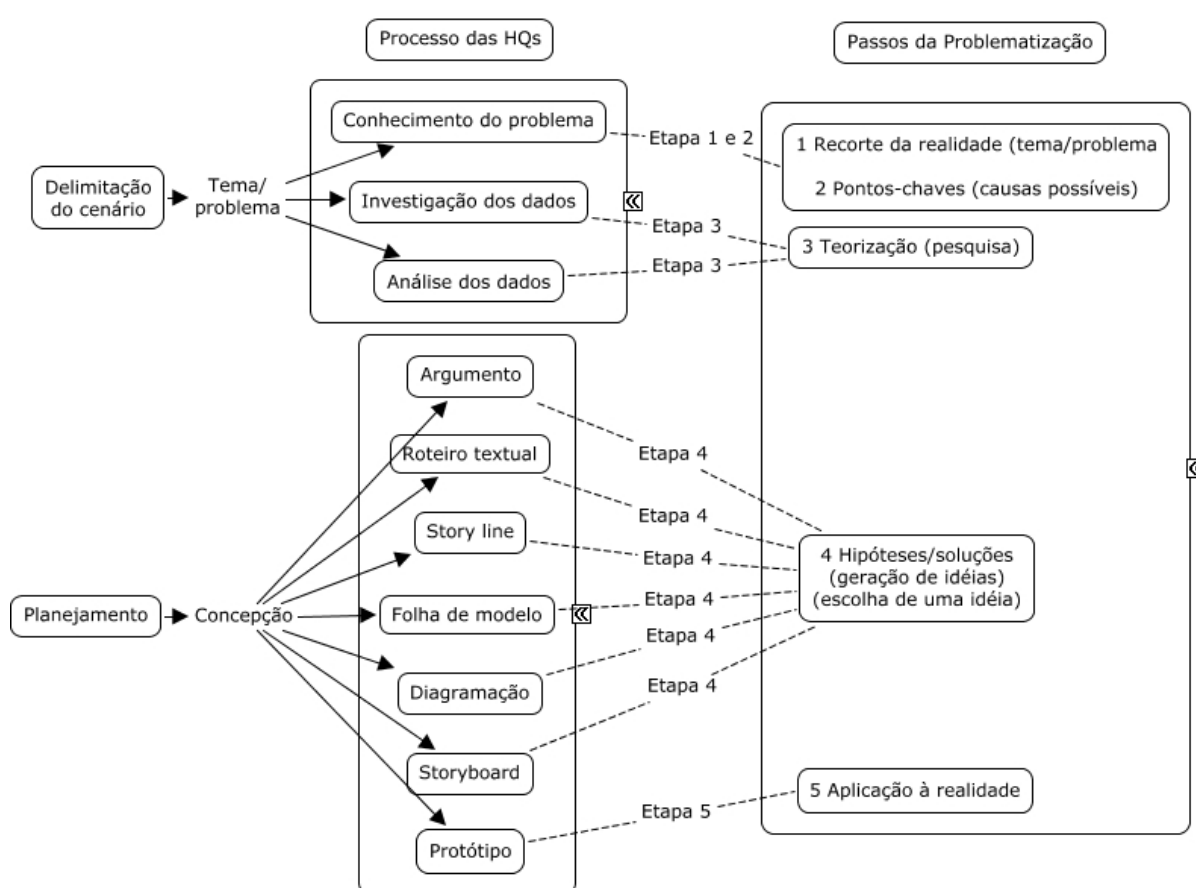 Processo das HQs
Passos da Problematização
Conhecimento do problema
Etapa 1 e 2
1 Recorte da realidade (tema/problema
2 Pontos-chaves (causas possíveis)
Delimitação
do cenário
Tema/
problema
Investigação dos dados
Etapa 3
3 Teorização (pesquisa)
Análise dos dados
Etapa 3
Argumento
Etapa 4
Roteiro textual
Etapa 4
Story line
Etapa 4
4 Hipóteses/soluções
(geração de idéias)
(escolha de uma idéia)
Planejamento
Concepção
Folha de modelo
Etapa 4
Etapa 4
Diagramação
Etapa 4
Storyboard
5 Aplicação à realidade
Etapa 5
Protótipo